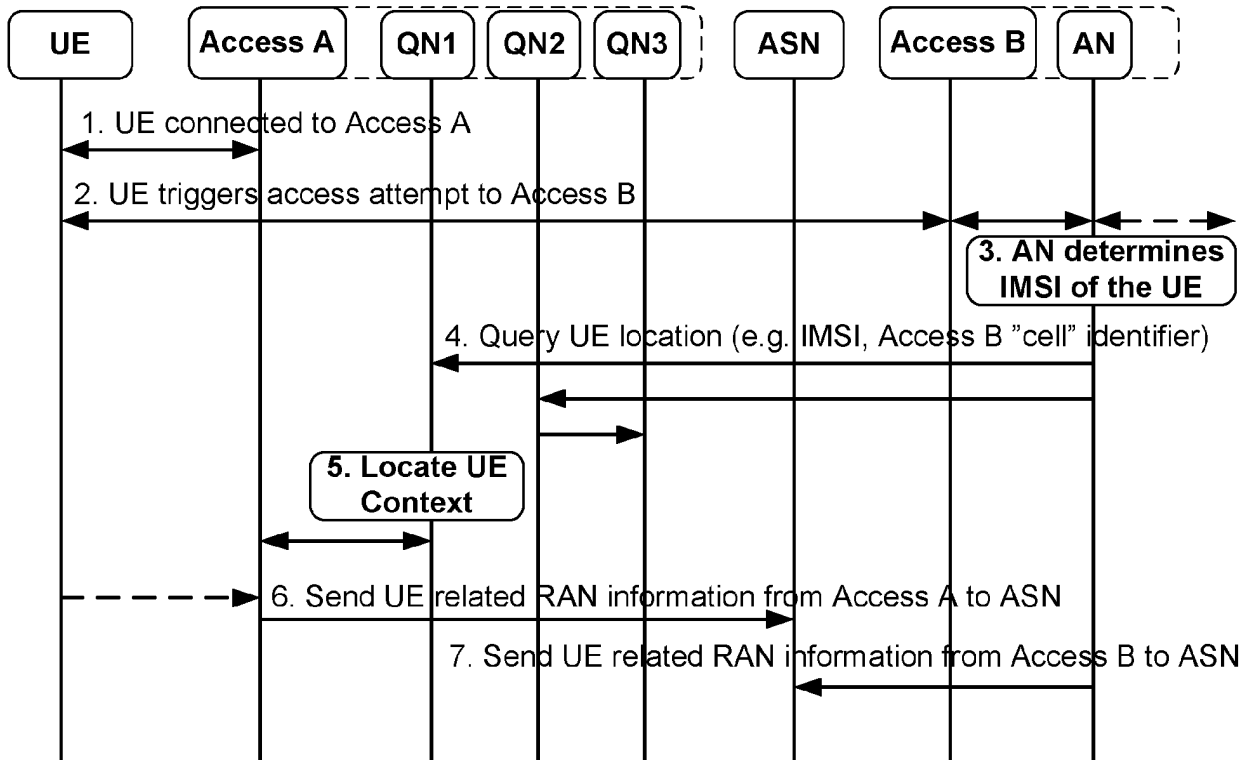 UE Access A QN1 QN2 QN3 ASN Access B AN
1. UE connected to Access A
2. UE triggers access attempt to Access B
3. AN determines
IMSI of the UE
4. Query UE location (e.g. IMSI, Access B ”cell” identifier)
5. Locate UE
Context
6. Send UE related RAN information from Access A to ASN
7. Send UE related RAN information from Access B to ASN